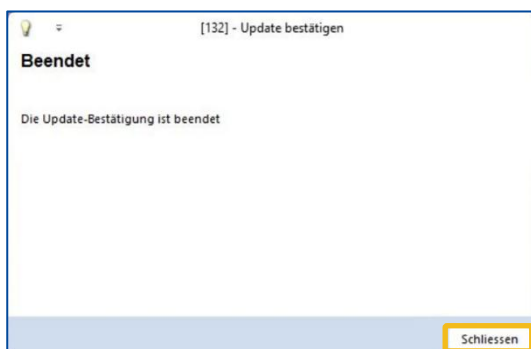 [132] - Update bestätigen
Beendet
Die Update-Bestätigung ist beendet
Schliessen